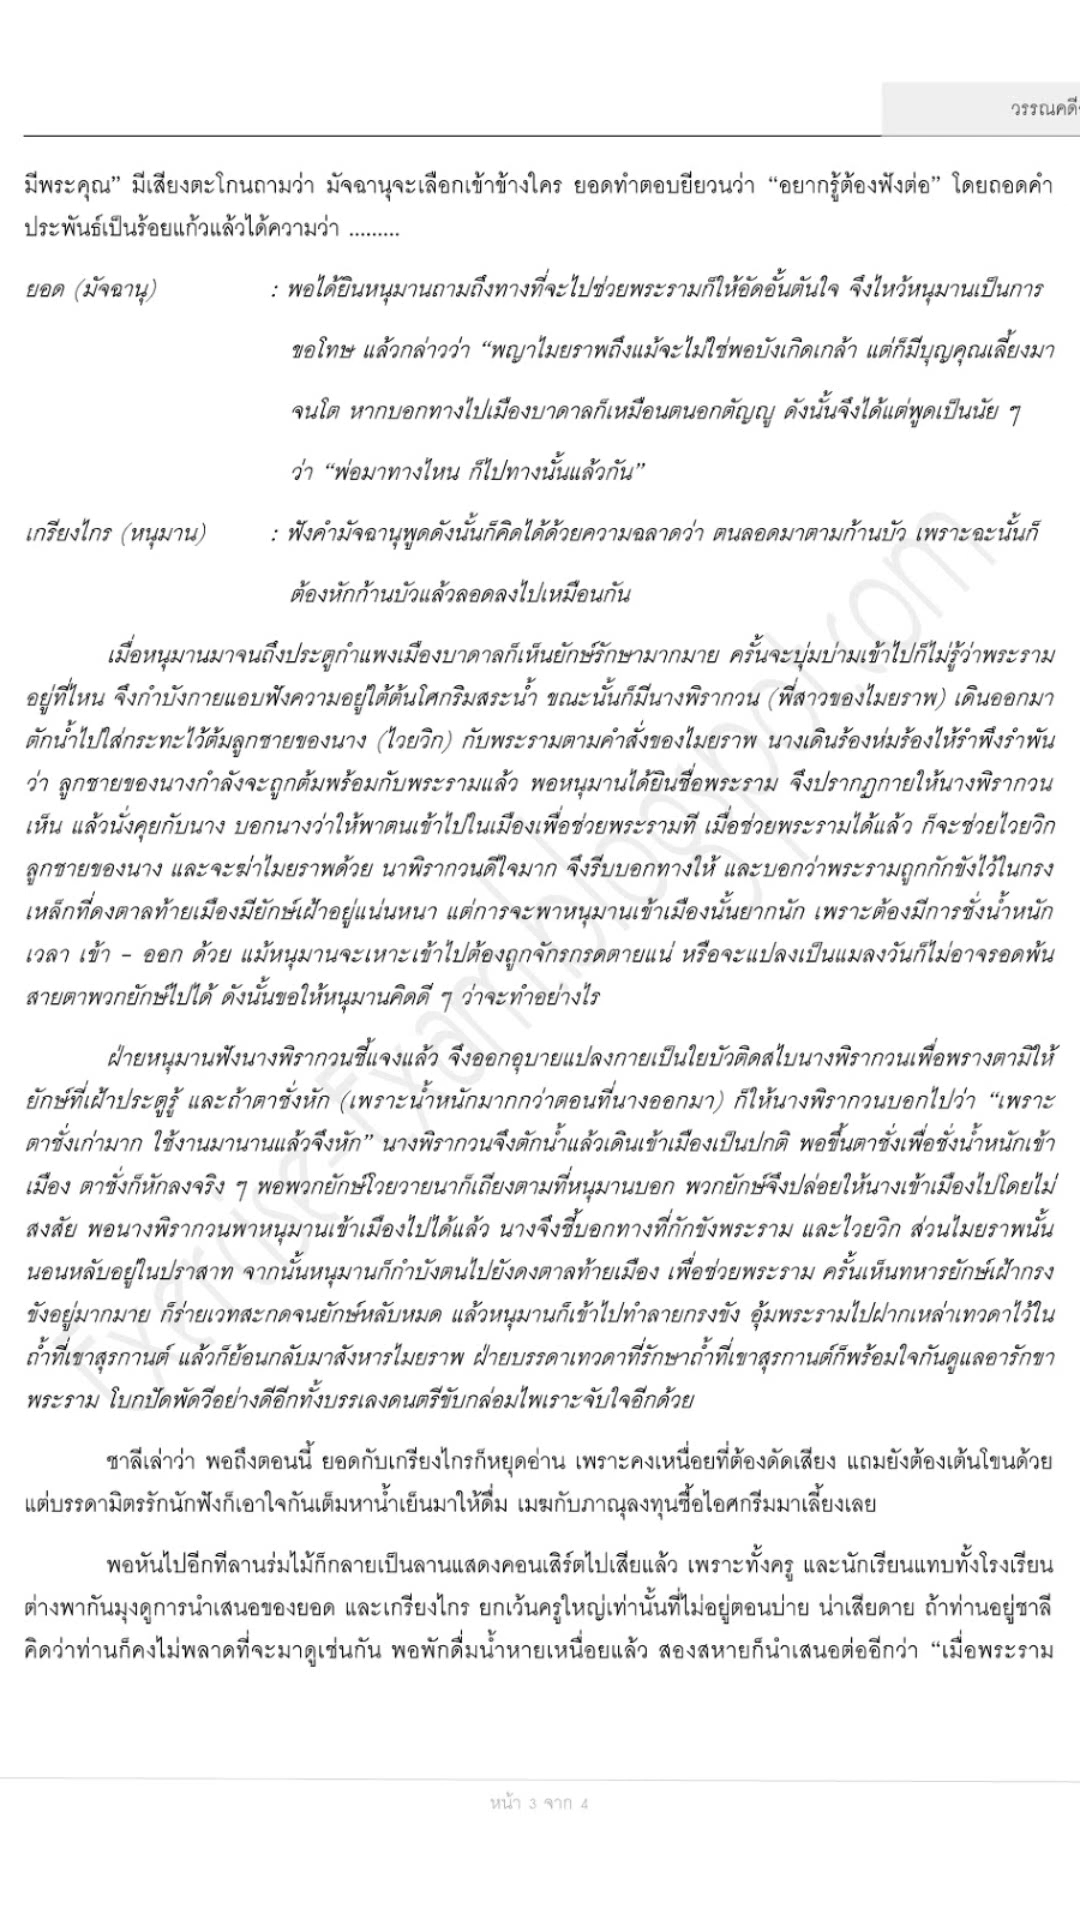 วรรณคดี
มีพระคุณ” มีเสียงตะโกนถามว่า มัจฉานุจะเลือกเข้าข้างใคร ยอดทำตอบยียวนว่า “อยากรู้ต้องฟังต่อ” โดยถอดคำ
ประพันธ์เป็นร้อยแก้วแล้วได้ความว่า .........
ยอด (มัจฉานุ) : พอได้ยินหนุมานถามถึงทางที่จะไปช่วยพระรามก็ให้อัดอั้นตันใจ จึงไหว้หนุมานเป็นการ
ขอโทษ แล้วกล่าวว่า “พญาไมยราพถึงแม้จะไม่ใช่พอบังเกิดเกล้า แต่ก็มีบุญคุณเลี้ยงมา
จนโต หากบอกทางไปเมืองบาดาลก็เหมือนตนอกตัญญู ดังนั้นจึงได้แต่พูดเป็นนัย ๆ
ว่า “พ่อมาทางไหน ก็ไปทางนั้นแล้วกัน”
เกรียงไกร (หนุมาน) : ฟังคำมัจฉานุพูดดังนั้นก็คิดได้ด้วยความฉลาดว่า ตนลอดมาตามก้านบัว เพราะฉะนั้นก็
ต้องหักก้านบัวแล้วลอดลงไปเหมือนกัน
เมื่อหนุมานมาจนถึงประตูกำแพงเมืองบาดาลก็เห็นยักษ์รักษามากมาย ครั้นจะบุ่มบ่ามเข้าไปก็ไม่รู้ว่าพระราม
อยู่ที่ไหน จึงกำบังกายแอบฟังความอยู่ใต้ต้นโศกริมสระน้ำ ขณะนั้นก็มีนางพิรากวน (พี่สาวของไมยราพ) เดินออกมา
ตักน้ำไปใส่กระทะไว้ต้มลูกชายของนาง (ไวยวิก) กับพระรามตามคำสั่งของไมยราพ นางเดินร้องห่มร้องไห้รำพึงรำพัน
ว่า ลูกชายของนางกำลังจะถูกต้มพร้อมกับพระรามแล้ว พอหนุมานได้ยินชื่อพระราม จึงปรากฏกายให้นางพิรากวน
เห็น แล้วนั่งคุยกับนาง บอกนางว่าให้พาตนเข้าไปในเมืองเพื่อช่วยพระรามที เมื่อช่วยพระรามได้แล้ว ก็จะช่วยไวยวิก
ลูกชายของนาง และจะฆ่าไมยราพด้วย นาพิรากวนดีใจมาก จึงรีบบอกทางให้ และบอกว่าพระรามถูกกักขังไว้ในกรง
เหล็กที่ดงตาลท้ายเมืองมียักษ์เฝ้าอยู่แน่นหนา แต่การจะพาหนุมานเข้าเมืองนั้นยากนัก เพราะต้องมีการชั่งน้ำหนัก
เวลา เข้า – ออก ด้วย แม้หนุมานจะเหาะเข้าไปต้องถูกจักรกรดตายแน่ หรือจะแปลงเป็นแมลงวันก็ไม่อาจรอดพ้น
สายตาพวกยักษ์ไปได้ ดังนั้นขอให้หนุมานคิดดี ๆ ว่าจะทำอย่างไร
ฝ่ายหนุมานฟังนางพิรากวนชี้แจงแล้ว จึงออกอุบายแปลงกายเป็นใยบัวติดสไบนางพิรากวนเพื่อพรางตามิให้
ยักษ์ที่เฝ้าประตูรู้ และถ้าตาชั่งหัก (เพราะน้ำหนักมากกว่าตอนที่นางออกมา) ก็ให้นางพิรากวนบอกไปว่า “เพราะ
ตาชั่งเก่ามาก ใช้งานมานานแล้วจึงหัก” นางพิรากวนจึงตักน้ำแล้วเดินเข้าเมืองเป็นปกติ พอขึ้นตาชั่งเพื่อชั่งน้ำหนักเข้า
เมือง ตาชั่งก็หักลงจริง ๆ พอพวกยักษ์โวยวายนาก็เถียงตามที่หนุมานบอก พวกยักษ์จึงปล่อยให้นางเข้าเมืองไปโดยไม่
สงสัย พอนางพิรากวนพาหนุมานเข้าเมืองไปได้แล้ว นางจึงชี้บอกทางที่กักขังพระราม และไวยวิก ส่วนไมยราพนั้น
นอนหลับอยู่ในปราสาท จากนั้นหนุมานก็กำบังตนไปยังดงตาลท้ายเมือง เพื่อช่วยพระราม ครั้นเห็นทหารยักษ์เฝ้ากรง
ขังอยู่มากมาย ก็ร่ายเวทสะกดจนยักษ์หลับหมด แล้วหนุมานก็เข้าไปทำลายกรงขัง อุ้มพระรามไปฝากเหล่าเทวดาไว้ใน
ถ้ำที่เขาสุรกานต์ แล้วก็ย้อนกลับมาสังหารไมยราพ ฝ่ายบรรดาเทวดาที่รักษาถ้ำที่เขาสุรกานต์ก็พร้อมใจกันดูแลอารักขา
พระราม โบกปัดพัดวีอย่างดีอีกทั้งบรรเลงดนตรีขับกล่อมไพเราะจับใจอีกด้วย
ชาลีเล่าว่า พอถึงตอนนี้ ยอดกับเกรียงไกรก็หยุดอ่าน เพราะคงเหนื่อยที่ต้องดัดเสียง แถมยังต้องเต้นโขนด้วย
แต่บรรดามิตรรักนักฟังก็เอาใจกันเต็มหาน้ำเย็นมาให้ดื่ม เมฆกับภาณุลงทุนซื้อไอศกรีมมาเลี้ยงเลย
พอหันไปอีกทีลานร่มไม้ก็กลายเป็นลานแสดงคอนเสิร์ตไปเสียแล้ว เพราะทั้งครู และนักเรียนแทบทั้งโรงเรียน
ต่างพากันมุงดูการนำเสนอของยอด และเกรียงไกร ยกเว้นครูใหญ่เท่านั้นที่ไม่อยู่ตอนบ่าย น่าเสียดาย ถ้าท่านอยู่ชาลี
คิดว่าท่านก็คงไม่พลาดที่จะมาดูเช่นกัน พอพักดื่มน้ำหายเหนื่อยแล้ว สองสหายก็นำเสนอต่ออีกว่า “เมื่อพระราม
หน้า 3 จาก 4
Exercise-Exam.blogspot.com